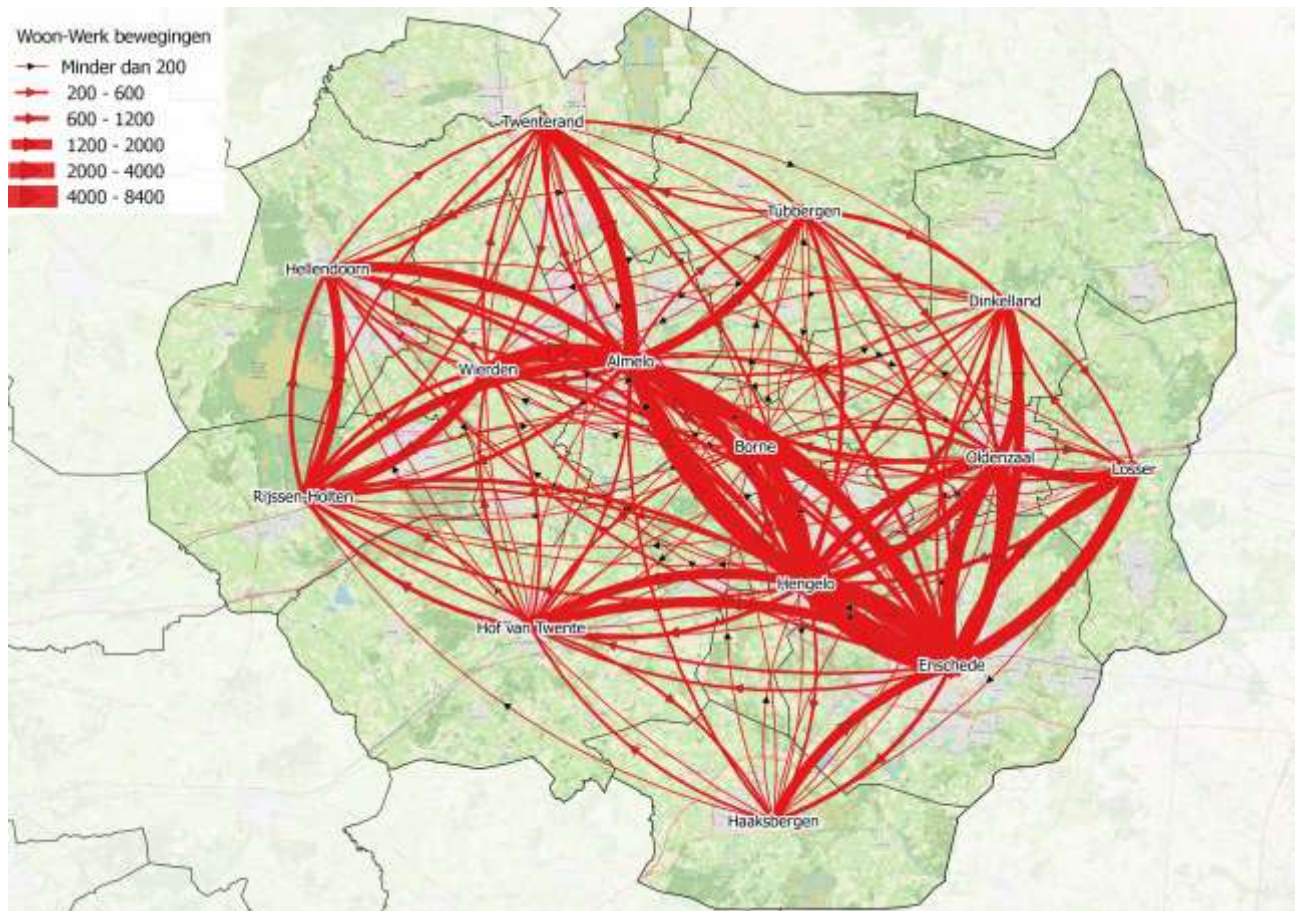 Woon-Werk bewegingen
Minder dan 200
200 - 600
600 - 1200
1200 - 2000
2000 - 4000
4000 - 8400
Twenterand
Tubbergen
Hellendoorn
Dinkelland
Almelo
Wierden
Borne
Oldenzaal
Losser
Rijssen-Holten
Hengelo
Hof van Twente
Enschede
Haaksbergen